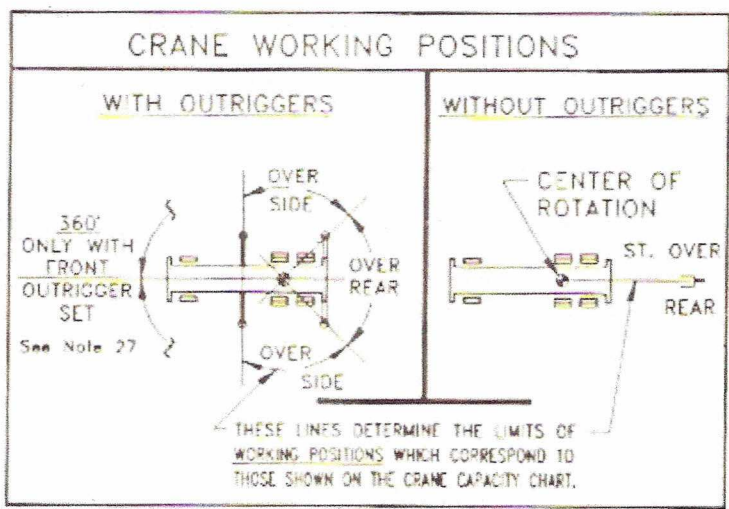 CRANE WORKING POSITIONS
WITH OUTRIGGERS
OVER
SIDE
360°
ONLY WITH
FRONT
OUTRIGGER
SET
See Note 27
OVER
REAR
OVER
SIDE
WITHOUT OUTRIGGERS
CENTER OF
ROTATION
ST. OVER
REAR
THESE LINES DETERMINE THE LIMITS OF
WORKING POSITIONS WHICH CORRESPOND TO
THOSE SHOWN ON THE CRANE CAPACITY CHART.